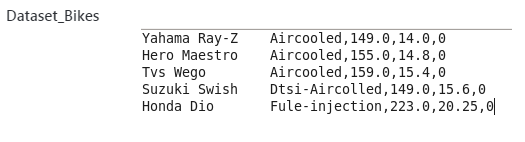 Dataset_Bikes
Yahama Ray-Z    Aircooled,149.0,14.0,0
Hero Maestro    Aircooled,155.0,14.8,0
Tvs Wego        Aircooled,159.0,15.4,0
Suzuki Swish    Dtsi-Aircolled,149.0,15.6,0
Honda Dio       Fule-injection,223.0,20.25,0